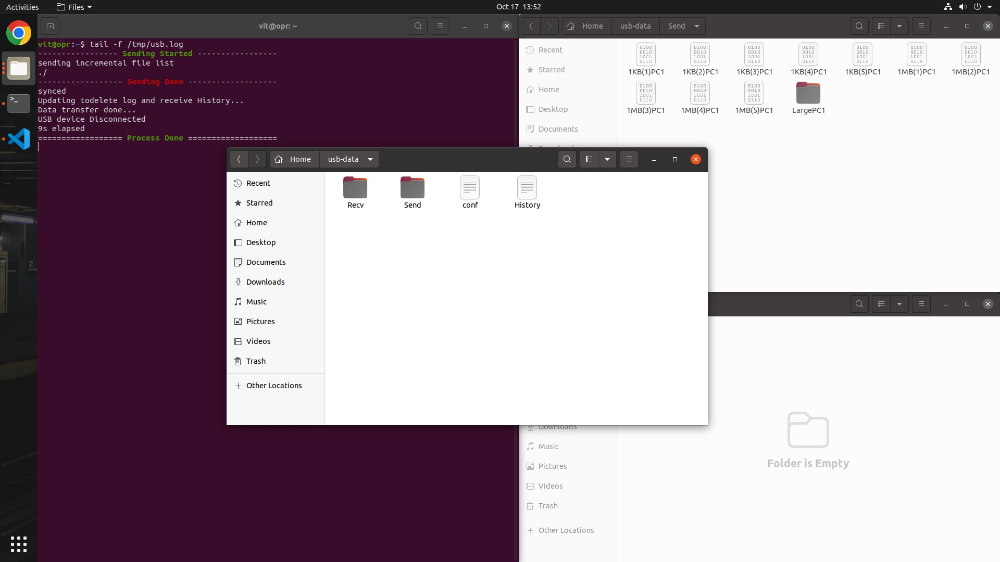 Activities
Files
Oct 17 13:52
vit@opr: ~
vit@opr:~$ tail -f /tmp/usb.log
----------------- Sending Started -----------------
sending incremental file list
./
------------------ Sending Done -------------------
synced
Updating todelete log and receive History...
Data transfer done...
USB device Disconnected
9s elapsed
================== Process Done ===================
Home
usb-data
Send
Recent
Starred
Home
Desktop
Documents
1KB(1)PC1
1KB(2)PC1
1KB(3)PC1
1KB(4)PC1
1KB(5)PC1
1MB(1)PC1
1MB(2)PC1
1MB(3)PC1
1MB(4)PC1
1MB(5)PC1
LargePC1
Home
usb-data
Recent
Starred
Home
Desktop
Documents
Downloads
Music
Pictures
Videos
Trash
Other Locations
Recv
Send
conf
History
Downloads
Music
Pictures
Videos
Trash
Other Locations
Folder is Empty